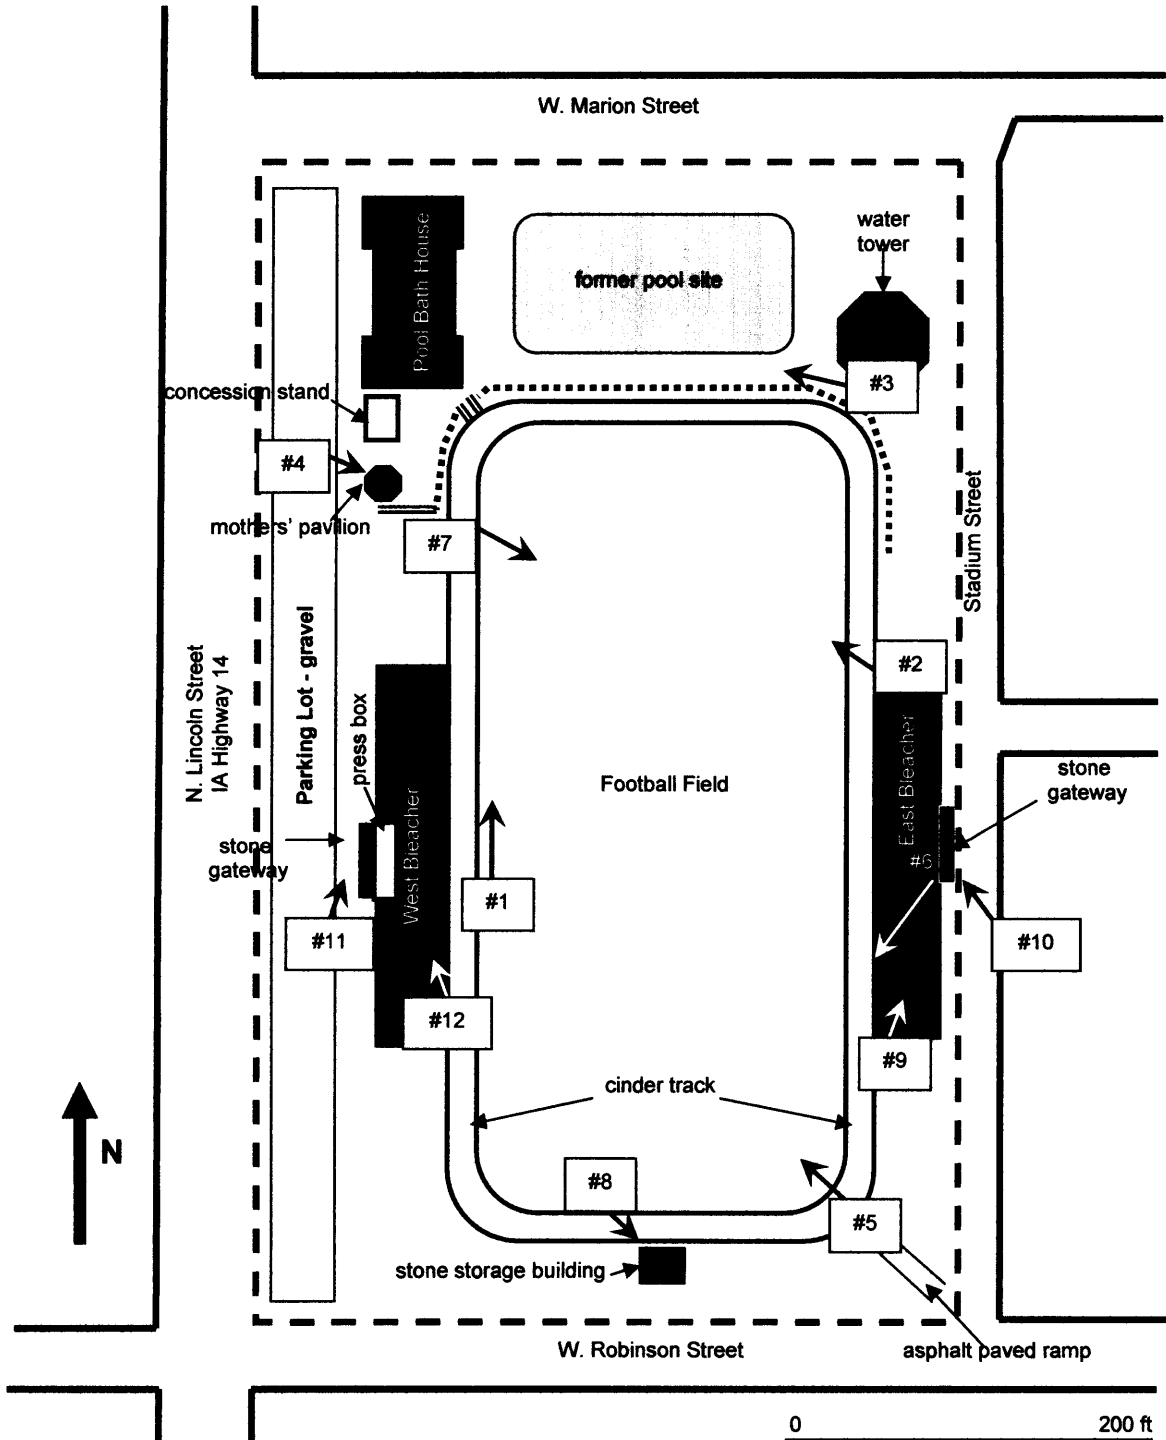 W. Marion Street
water
tower
Pool Bath House
former pool site
#3
concession stand
#4
mothers' pavilion
#7
Stadium Street
#2
N. Lincoln Street
IA Highway 14
Parking Lot - gravel
press box
Football Field
East Bleacher
stone
gateway
stone
gateway
West Bleacher
#6
#1
#11
#10
#12
#9
cinder track
N
#8
#5
stone storage building
W. Robinson Street
asphalt paved ramp
0 200 ft